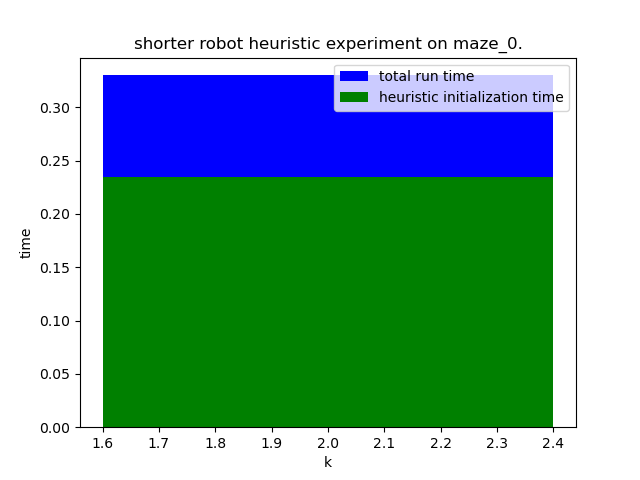 shorter robot heuristic experiment on maze_0.
total run time
heuristic initialization time
0.30
0.25
0.20
0.15
0.10
0.05
0.00
time
1.6 1.7 1.8 1.9 2.0 2.1 2.2 2.3 2.4
k